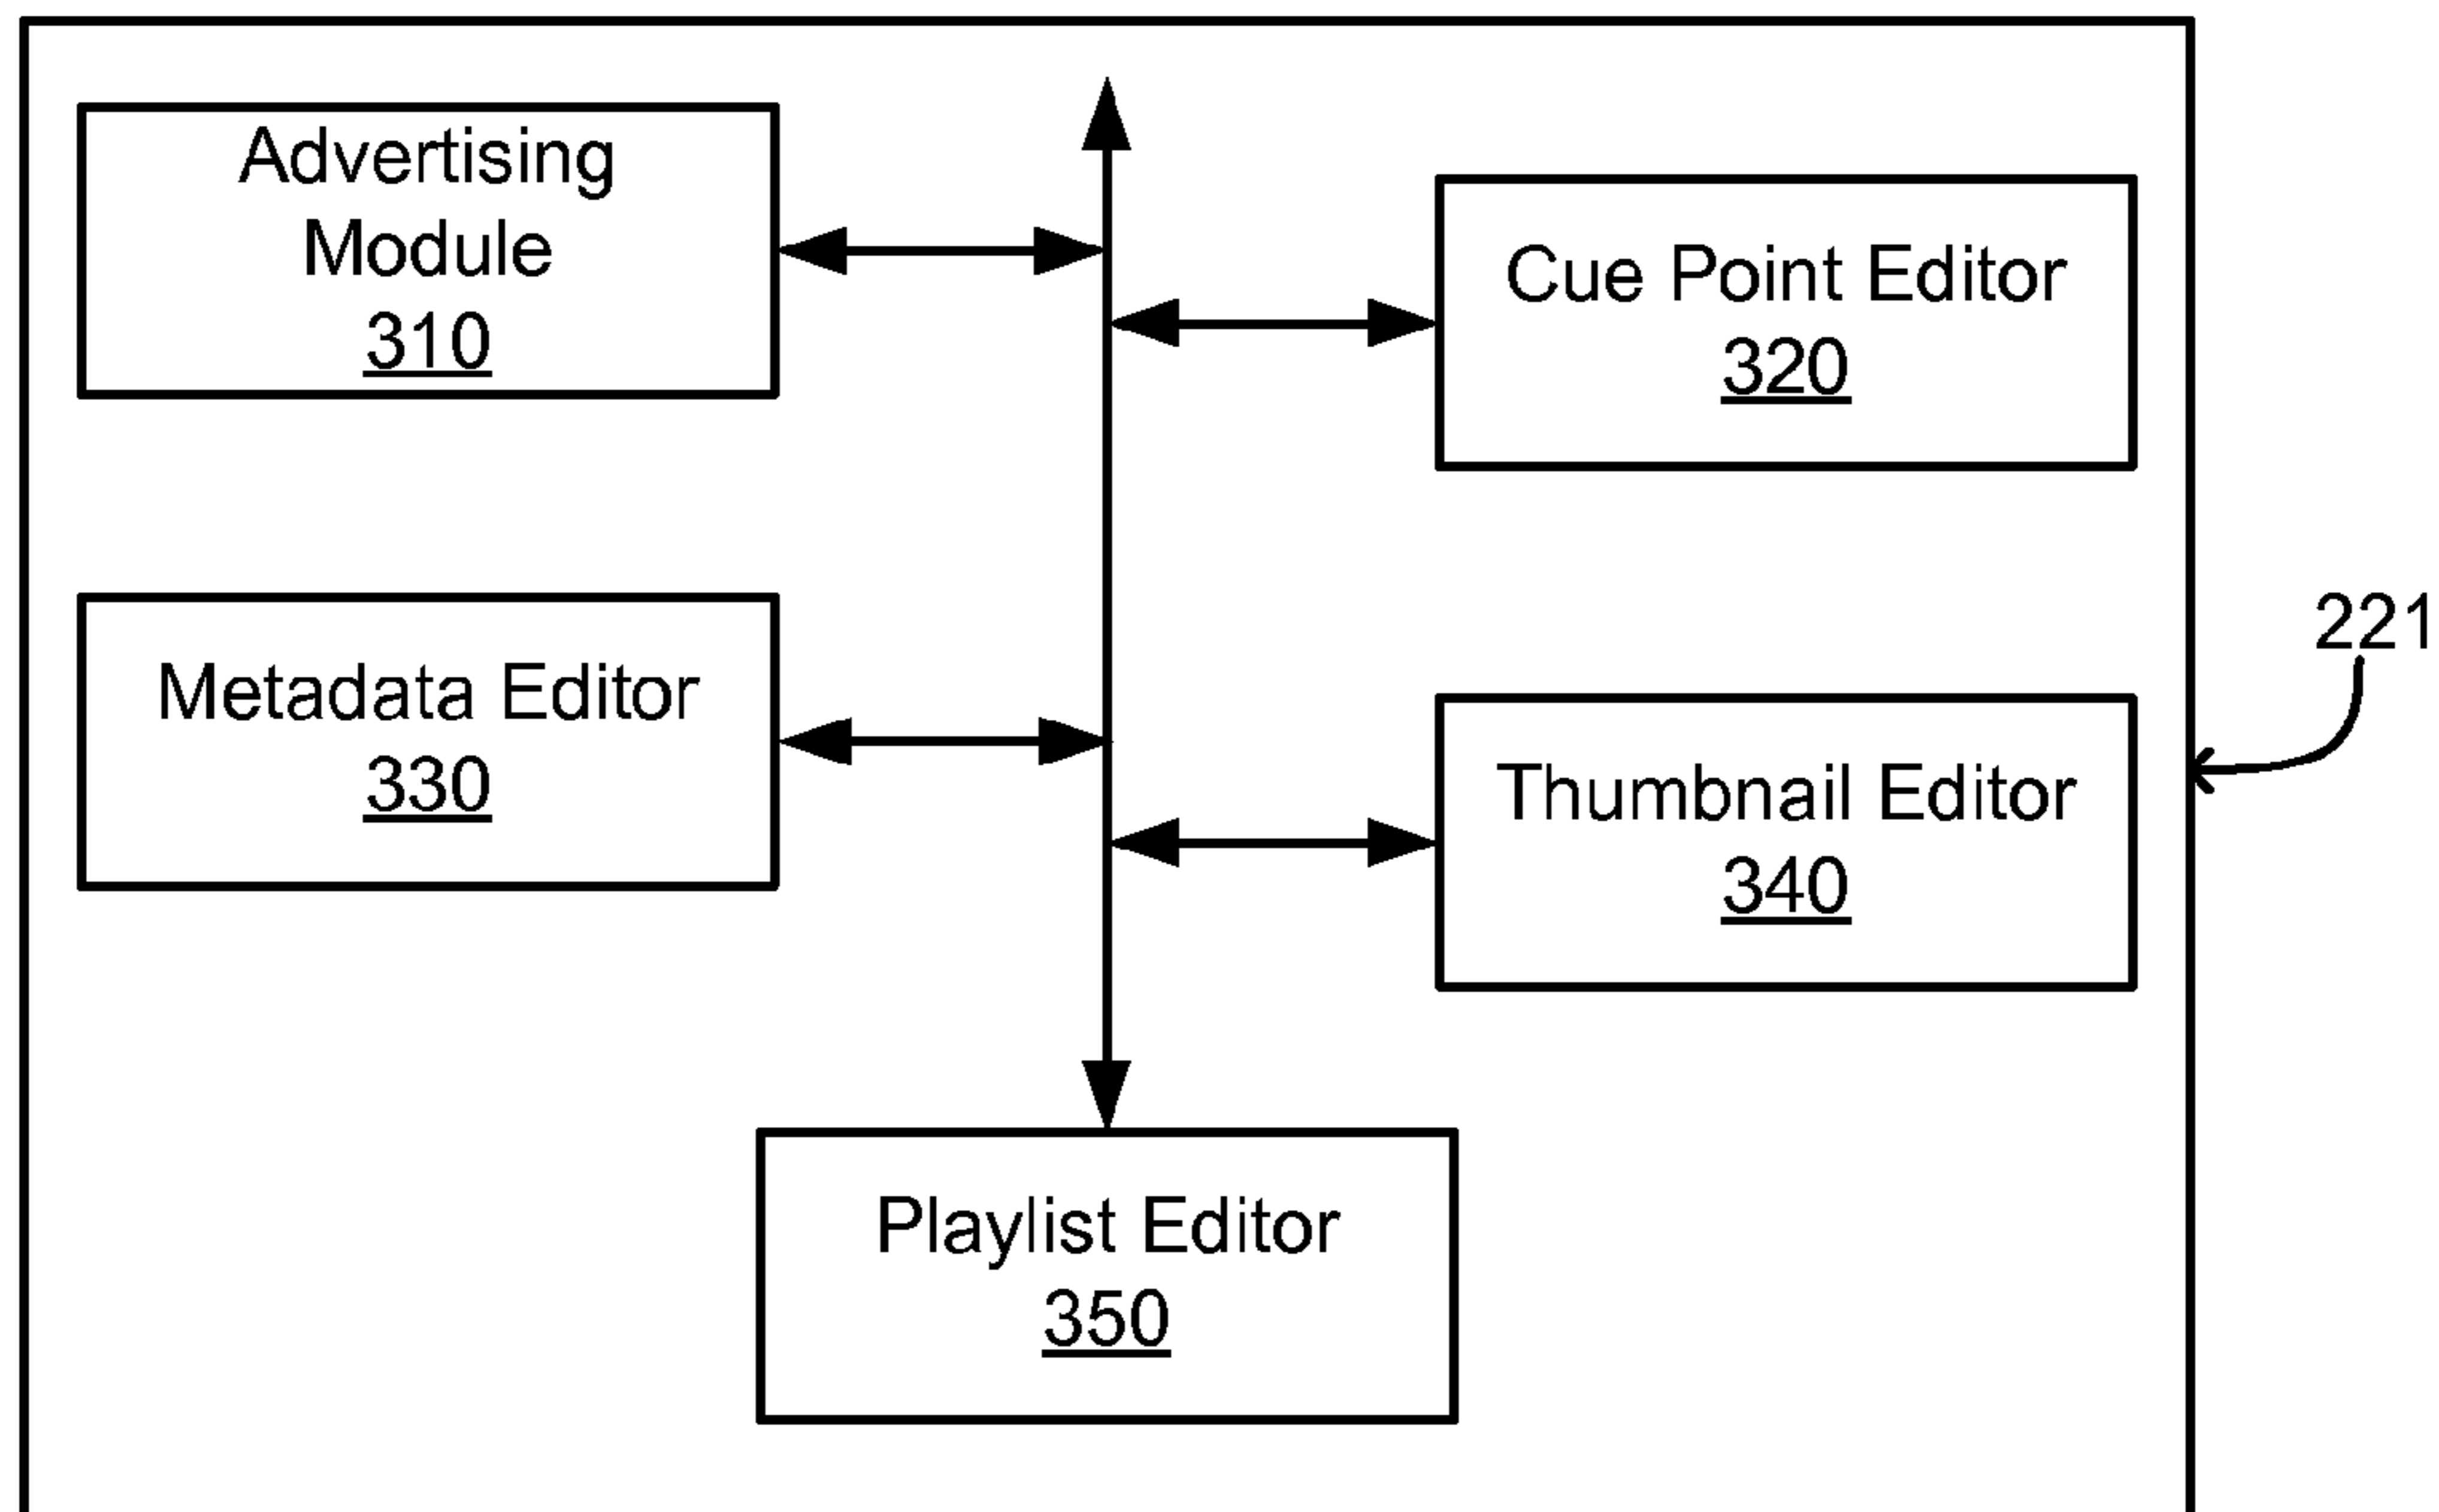 Advertising
Module
310
Cue Point Editor
320
Metadata Editor
330
221
Thumbnail Editor
340
Playlist Editor
350